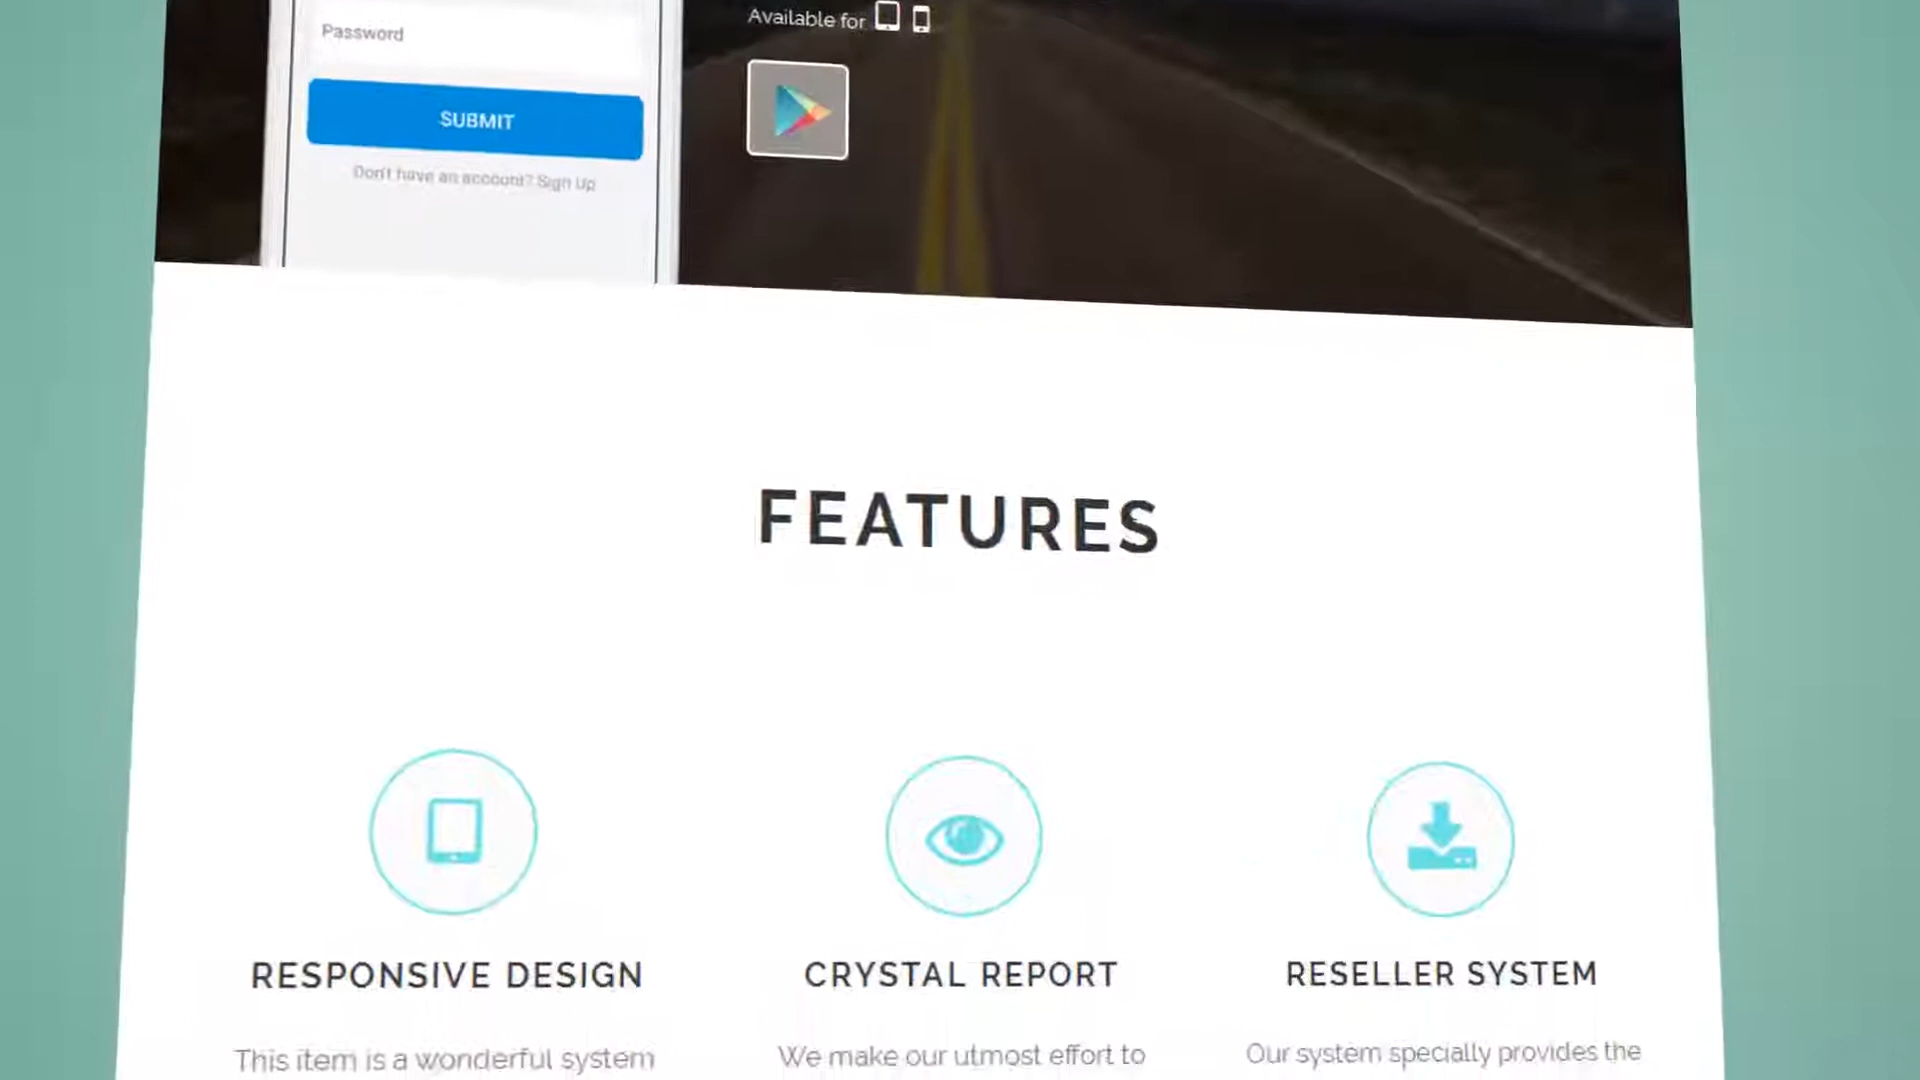 Password
Available for
SUBMIT
Don't have an account? Sign Up
FEATURES
RESPONSIVE DESIGN
CRYSTAL REPORT
RESELLER SYSTEM
This item is a wonderful system
We make our utmost effort to
Our system specially provides the